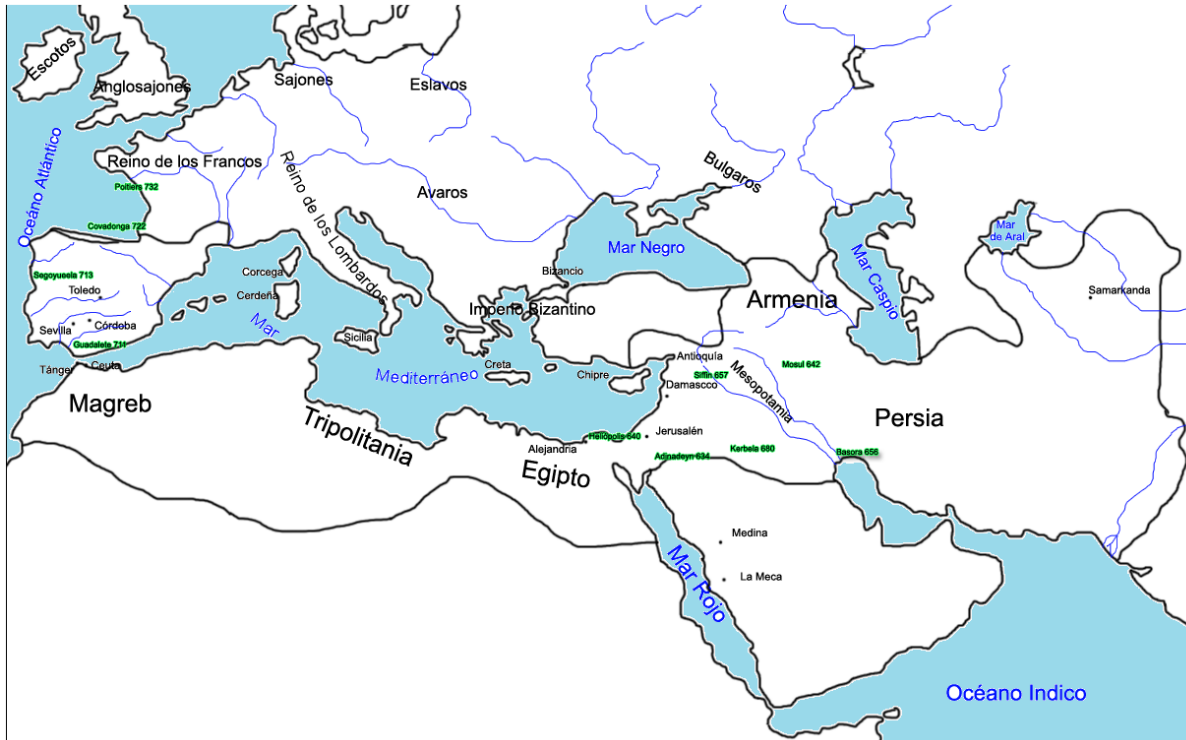 Escotos
Anglosajones
Sajones
Eslavos
Océano Atlántico
Reino de los Francos
Poitiers 732
Covadonga 722
Reino de los Lombardos
Avaros
Bulgaros
Mar Negro
Mar Caspio
Mar
de Aral
Samarkanda
Segoyueela 713
Toledo
Sevilla
Córdoba
Guadalete 711
Tánger
Ceuta
Corcega
Cerdeña
Sicilia
Mar
Mediterráneo
Bizancio
Imperio Bizantino
Creta
Chipre
Armenia
Antioquía
Siffin 657
Mosul 642
Damascco
Mesopotamia
Persia
Magreb
Tripolitania
Alejandria
Heliópolis 640
Jerusalén
Egipto
Adjnadeyn 634
Kerbela 680
Basora 656
Medina
La Meca
Mar Rojo
Océano Indico